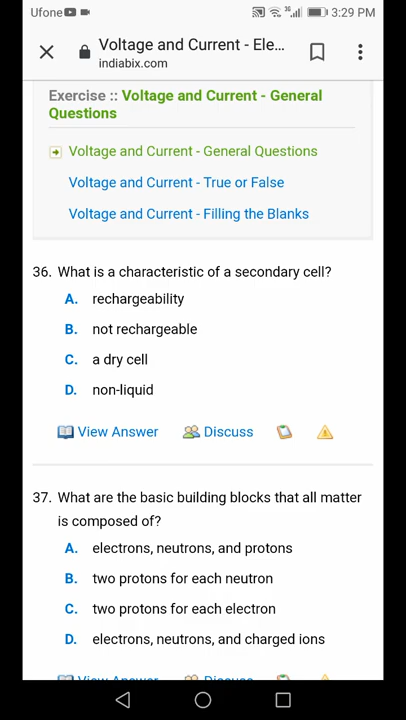 Ufone 3G 3:29 PM
Voltage and Current - Ele...
indiabix.com
Exercise :: Voltage and Current - General
Questions
Voltage and Current - General Questions
Voltage and Current - True or False
Voltage and Current - Filling the Blanks
36. What is a characteristic of a secondary cell?
A. rechargeability
B. not rechargeable
C. a dry cell
D. non-liquid
View Answer Discuss
37. What are the basic building blocks that all matter
is composed of?
A. electrons, neutrons, and protons
B. two protons for each neutron
C. two protons for each electron
D. electrons, neutrons, and charged ions
View Answer Discuss